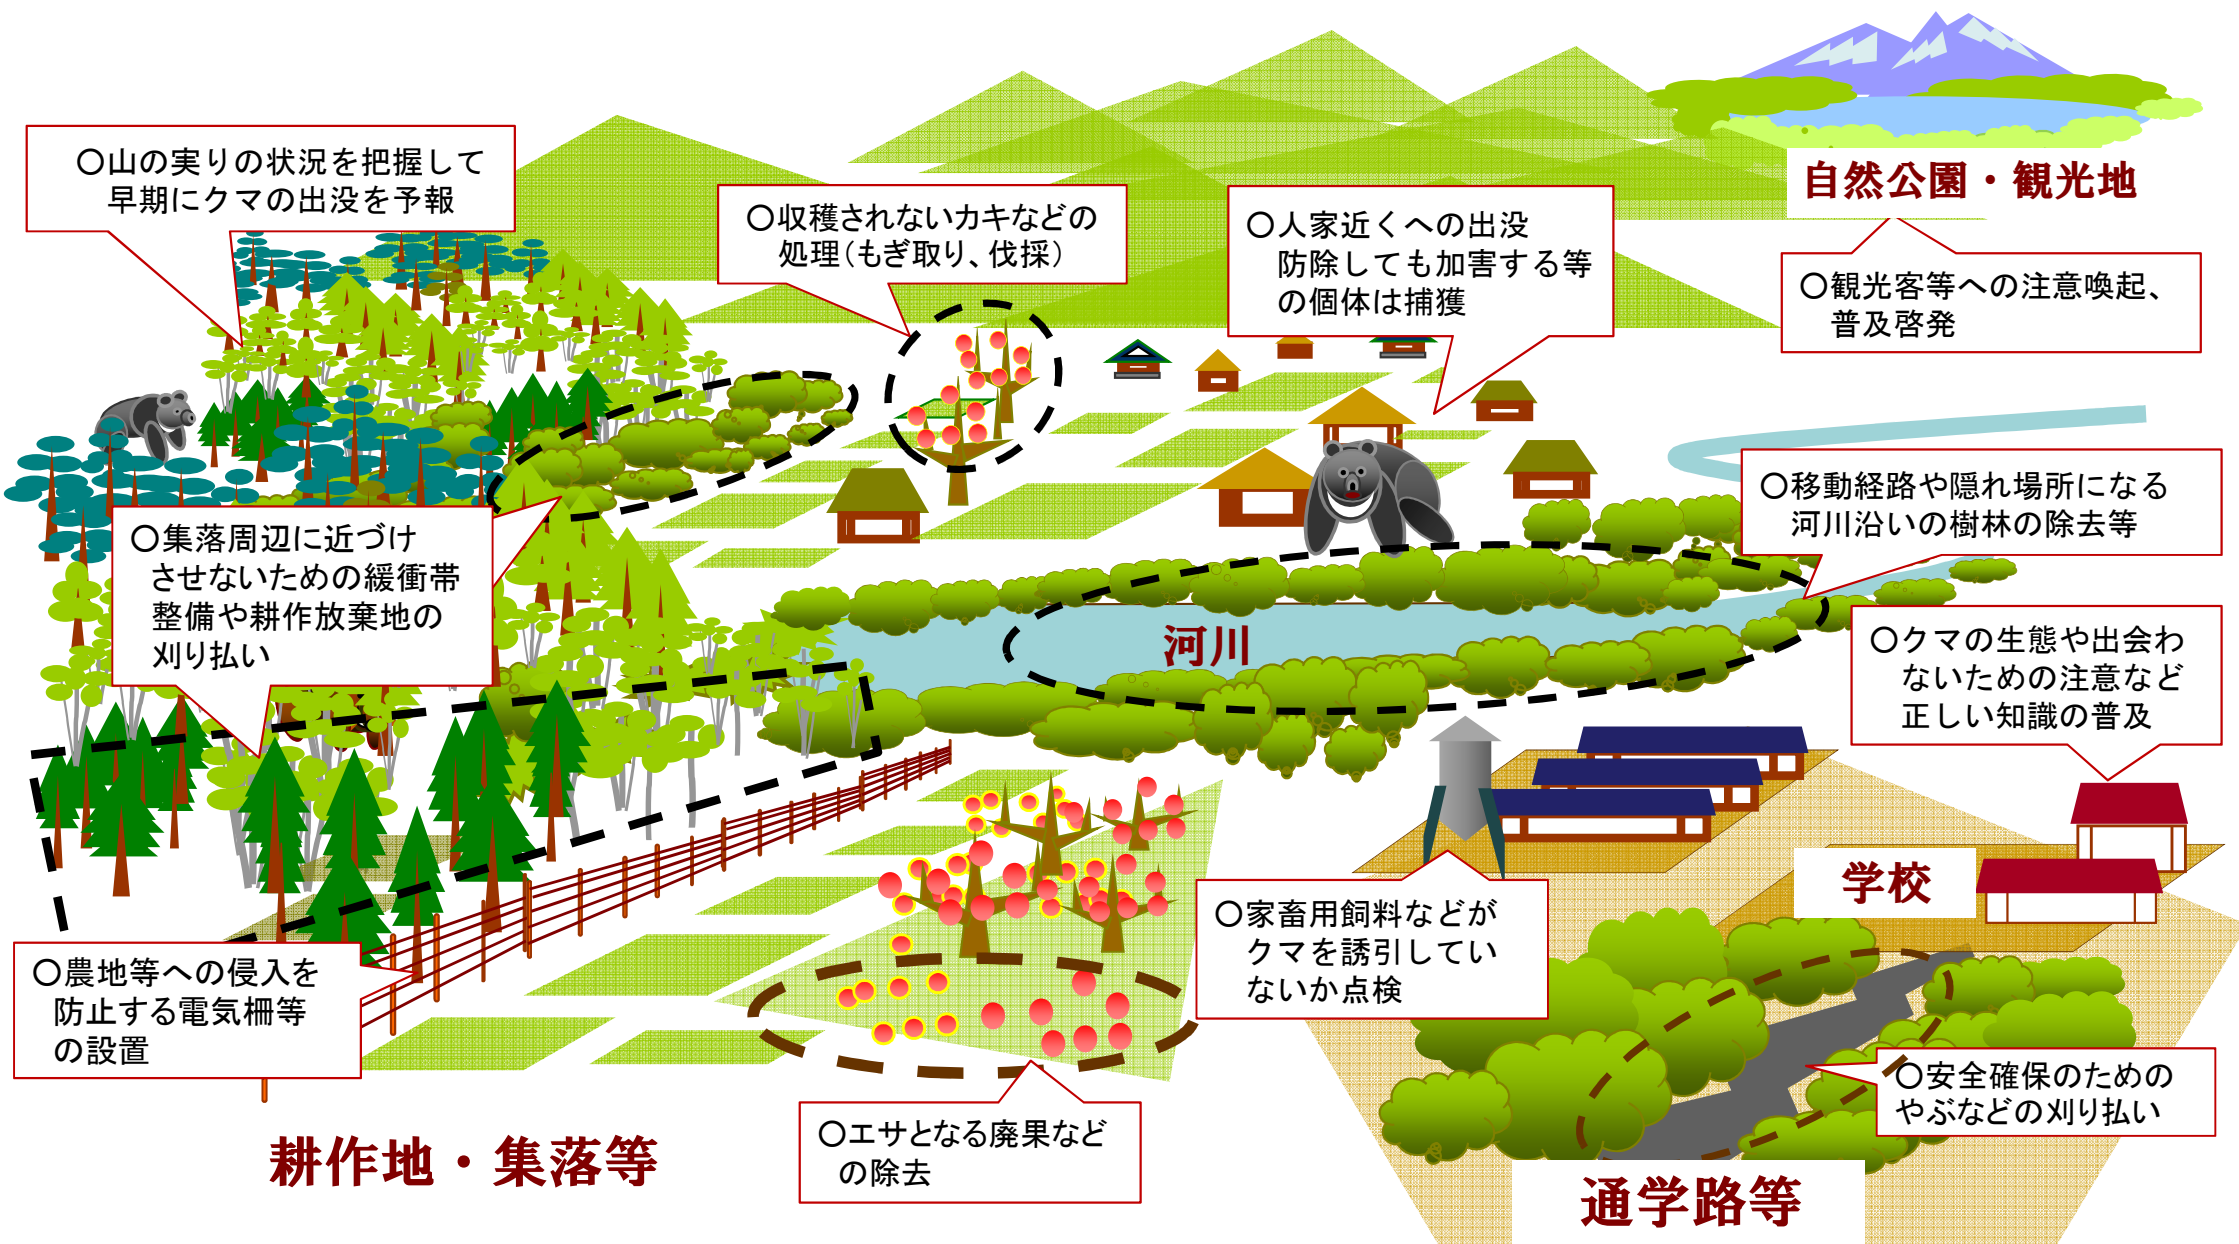 自然公園・観光地
〇山の実りの状況を把握して
早期にクマの出没を予報
〇収穫されないカキなどの
処理(もぎ取り、伐採)
〇人家近くへの出没
防除しても加害する等
の個体は捕獲
〇観光客等への注意喚起、
普及啓発
〇移動経路や隠れ場所になる
河川沿いの樹林の除去等
〇集落周辺に近づけ
させないための緩衝帯
整備や耕作放棄地の
刈り払い
河川
〇クマの生態や出会わ
ないための注意など
正しい知識の普及
学校
〇家畜用飼料などが
クマを誘引してい
ないか点検
〇農地等への侵入を
防止する電気柵等
の設置
〇安全確保のための
やぶなどの刈り払い
〇エサとなる廃果など
の除去
耕作地・集落等
通学路等